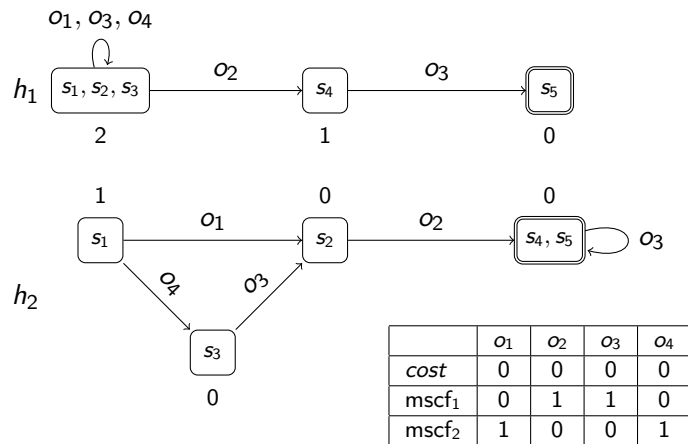 o₁, o₃, o₄
h₁
s₁, s₂, s₃
o₂
s₄
o₃
s₅
2
1
0
1
0
0
s₁
o₁
s₂
o₂
s₄, s₅
o₃
o₄
o₃
h₂
s₃
0
o₁ o₂ o₃ o₄
cost 0 0 0 0
mscf₁ 0 1 1 0
mscf₂ 1 0 0 1